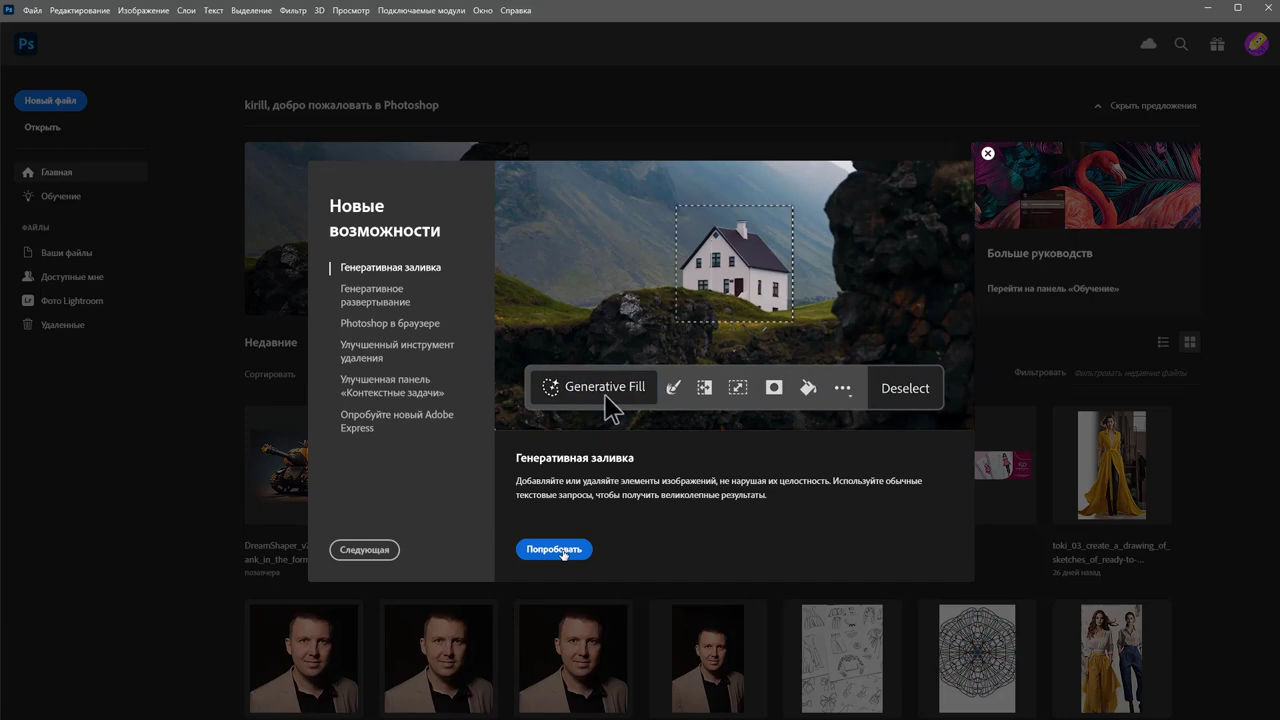 Ps Файл Редактирование Изображение Слои Текст Выделение Фильтр 3D Просмотр Подключаемые модули Окно Справка
Ps
Новый файл
Открыть
Главная
Обучение
ФАЙЛЫ
Ваши файлы
Доступные мне
Фото Lightroom
Удаленные
kirill, добро пожаловать в Photoshop
Скрыть предложения
Новые
возможности
Генеративная заливка
Генеративное
развертывание
Photoshop в браузере
Улучшенный инструмент
удаления
Улучшенная панель
«Контекстные задачи»
Опробуйте новый Adobe
Express
Следующая
Generative Fill
Deselect
Генеративная заливка
Добавляйте или удаляйте элементы изображений, не нарушая их целостность. Используйте обычные
текстовые запросы, чтобы получить великолепные результаты.
Попробовать
Больше руководств
Перейти на панель «Обучение»
Недавние
Сортировать
Фильтровать
Фильтровать недавние файлы
DreamShaper_v
ank_in_the_form
позавчера
toki_03_create_a_drawing_of_
sketches_of_ready-to-...
26 дней назад